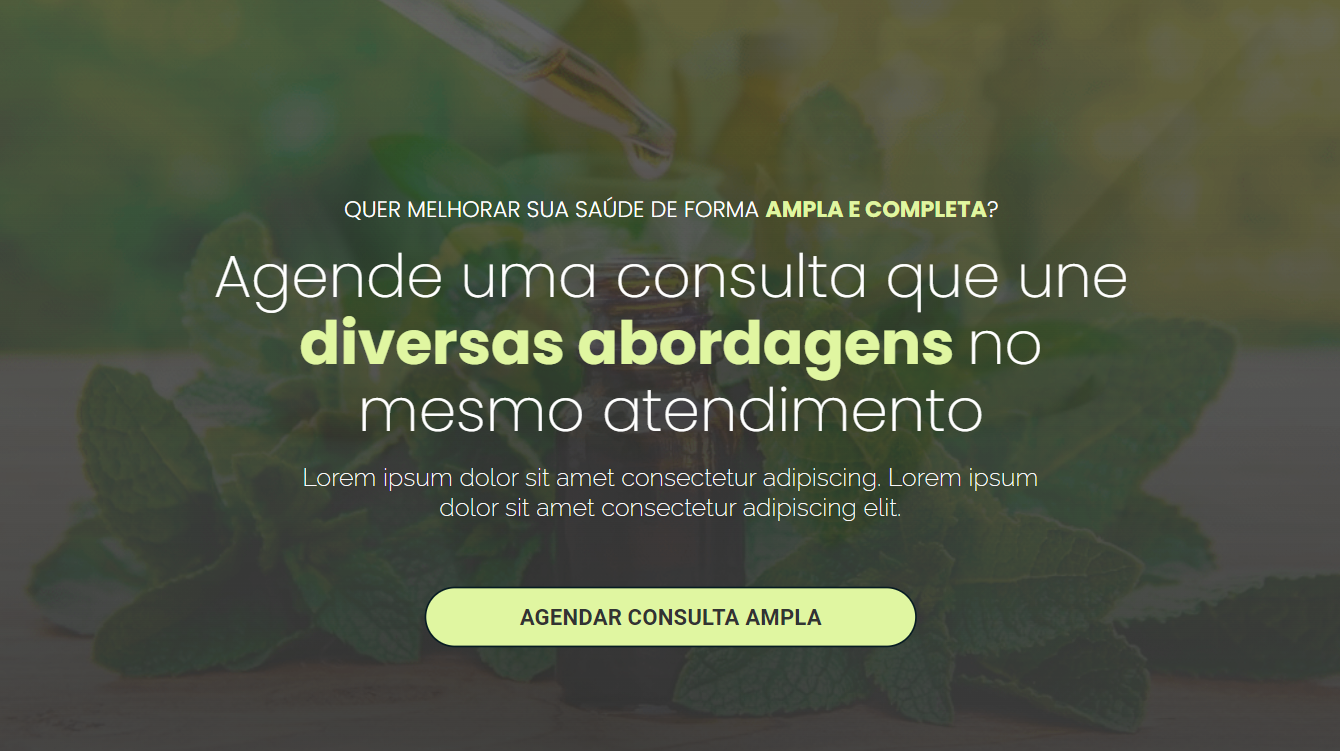 QUER MELHORAR SUA SAÚDE DE FORMA AMPLA E COMPLETA?
Agende uma consulta que une
diversas abordagens no
mesmo atendimento
Lorem ipsum dolor sit amet consectetur adipiscing. Lorem ipsum
dolor sit amet consectetur adipiscing elit.
AGENDAR CONSULTA AMPLA